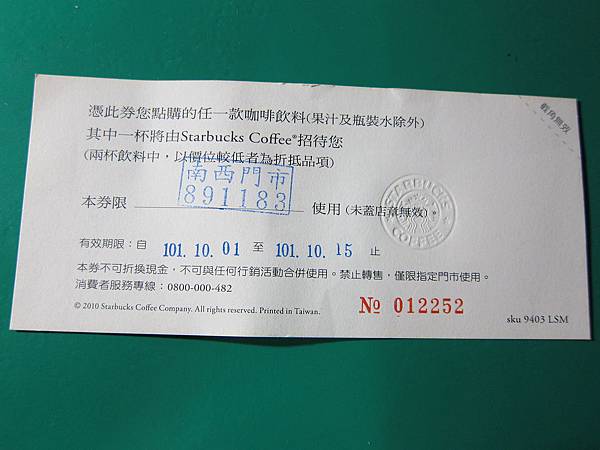 憑此券您點購的任一款咖啡飲料(果汁及瓶裝水除外)
截角無效
其中一杯將由Starbucks Coffee®招待您
(兩杯飲料中，以價位較低者為折抵品項)
南西門市
891183
本券限 使用 (未蓋店章無效)。
STARBUCKS
COFFEE
有效期限：自 101. 10. 01 至 101. 10. 15 止
本券不可折換現金，不可與任何行銷活動合併使用。禁止轉售，僅限指定門市使用。
消費者服務專線：0800-000-482
© 2010 Starbucks Coffee Company. All rights reserved. Printed in Taiwan.
№ 012252
sku 9403 LSM